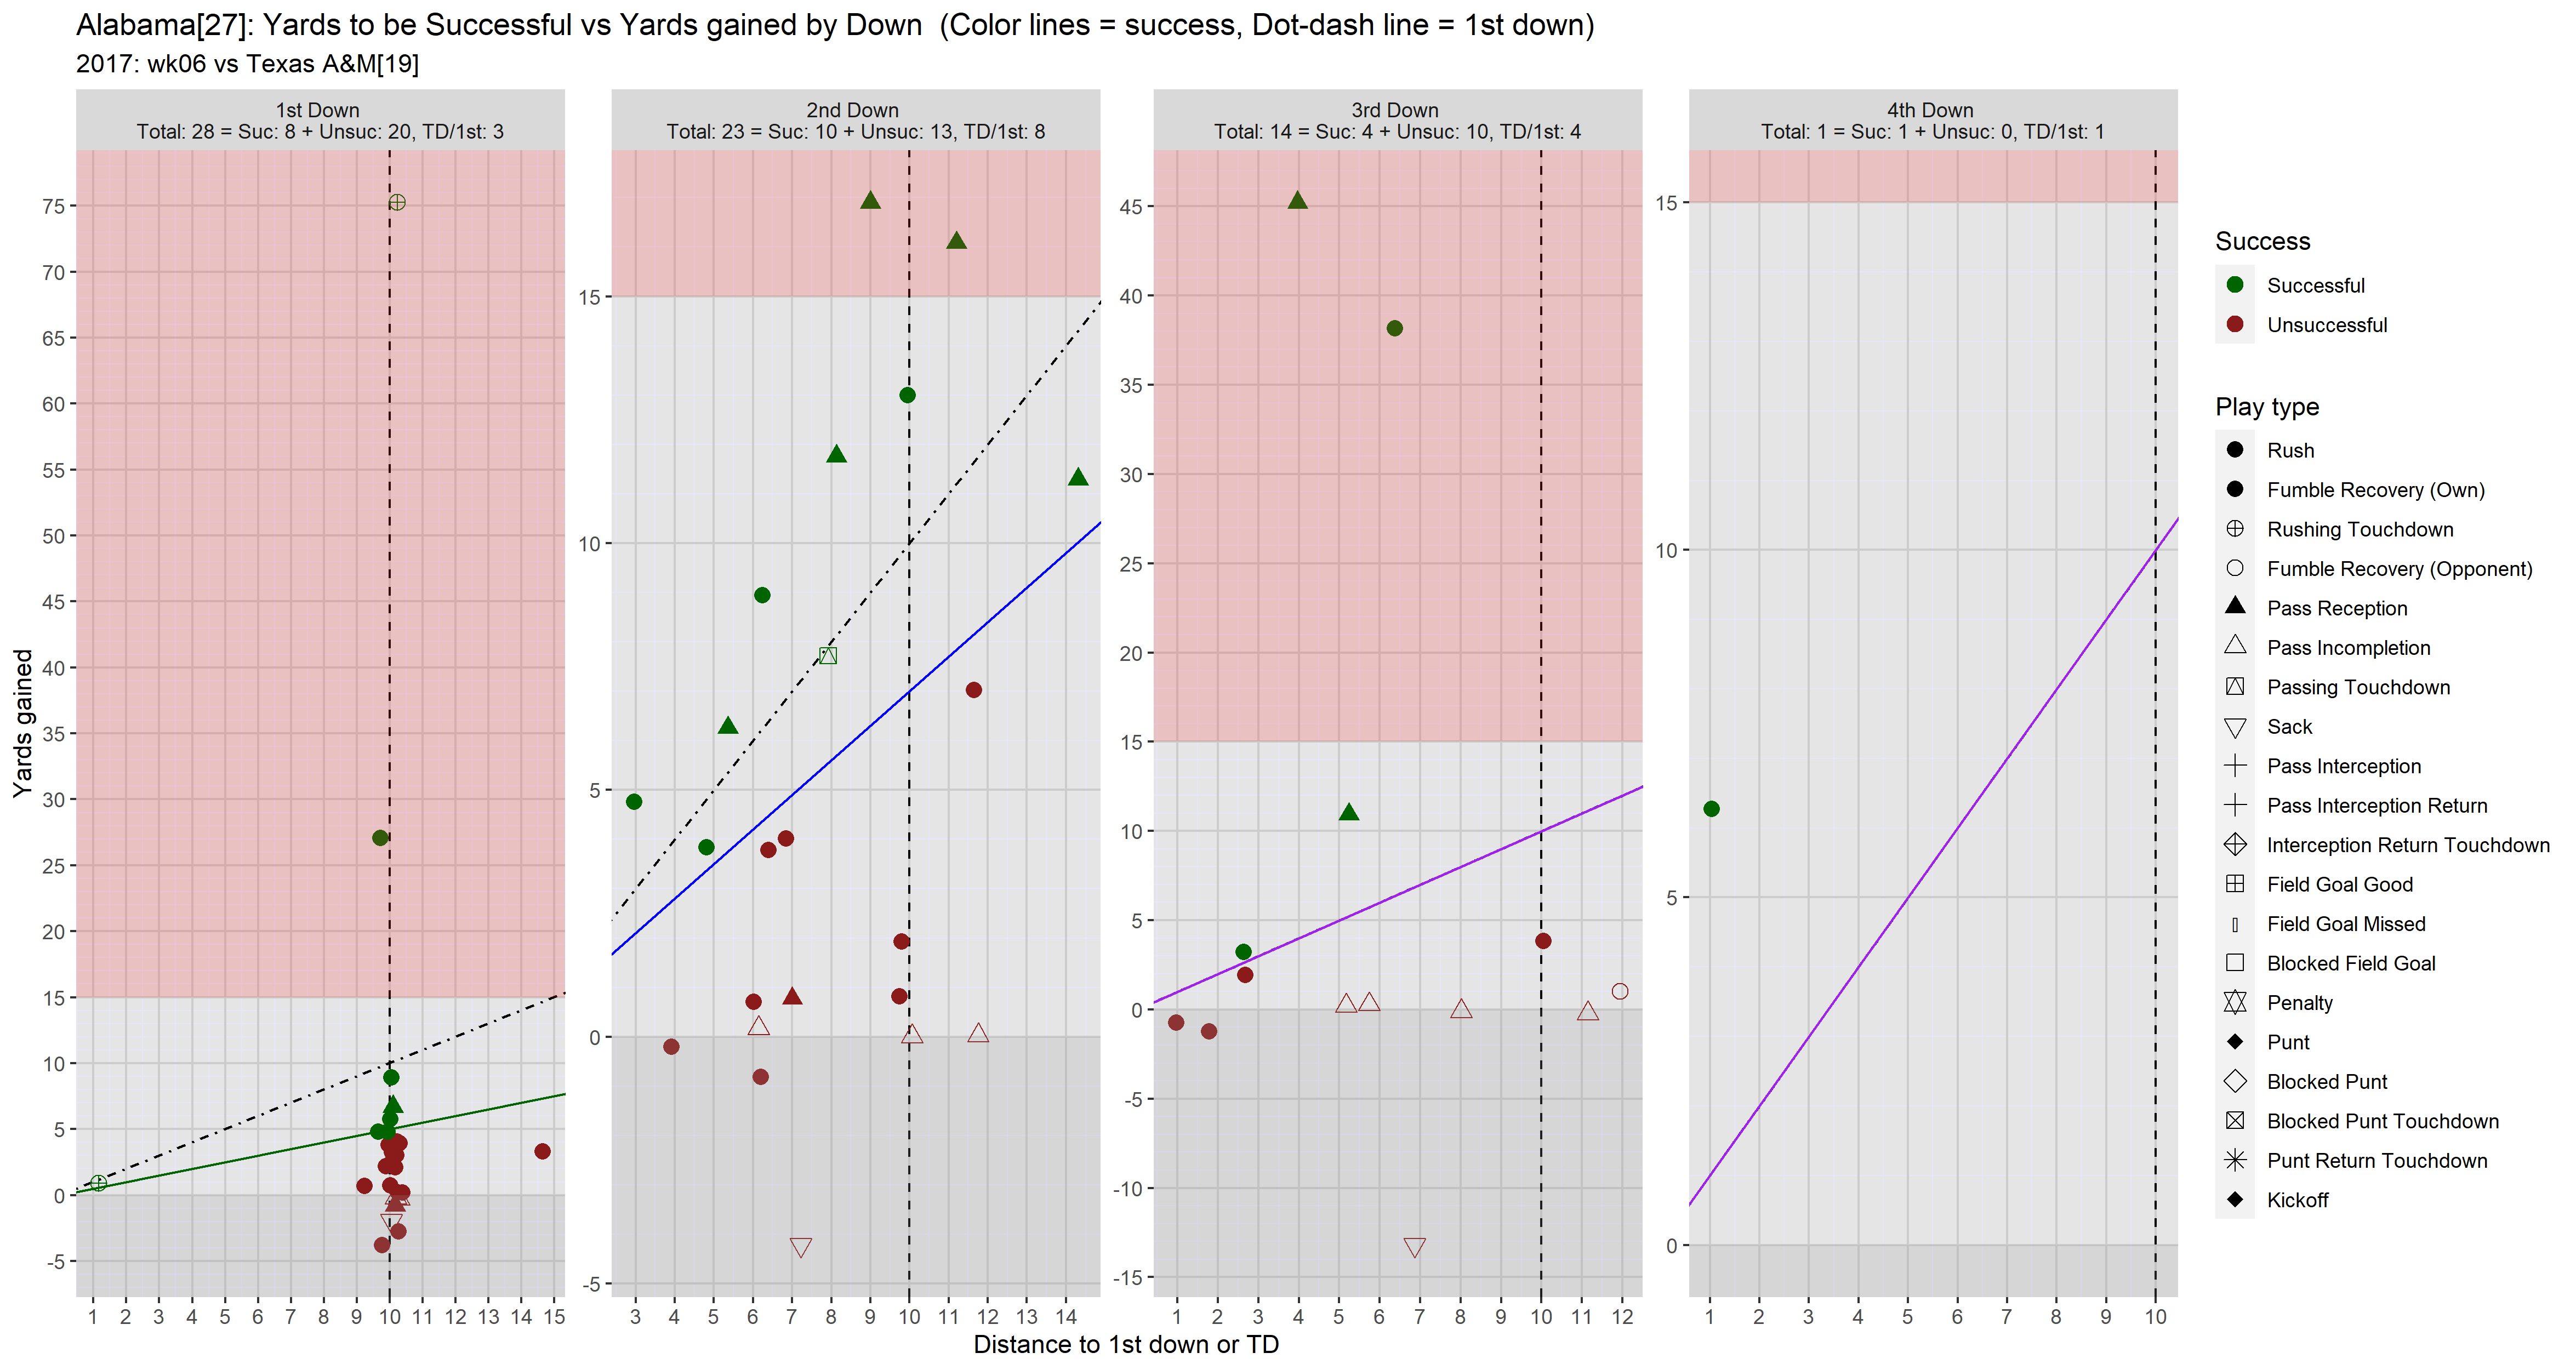 Alabama[27]: Yards to be Successful vs Yards gained by Down  (Color lines = success, Dot-dash line = 1st down)
2017: wk06 vs Texas A&M[19]
1st Down
Total: 28 = Suc: 8 + Unsuc: 20, TD/1st: 3
2nd Down
Total: 23 = Suc: 10 + Unsuc: 13, TD/1st: 8
3rd Down
Total: 14 = Suc: 4 + Unsuc: 10, TD/1st: 4
4th Down
Total: 1 = Suc: 1 + Unsuc: 0, TD/1st: 1
Yards gained
75
70
65
60
55
50
45
40
35
30
25
20
15
10
5
0
-5
1 2 3 4 5 6 7 8 9 10 11 12 13 14 15
15
10
5
0
-5
3 4 5 6 7 8 9 10 11 12 13 14
45
40
35
30
25
20
15
10
5
0
-5
-10
-15
1 2 3 4 5 6 7 8 9 10 11 12
15
10
5
0
1 2 3 4 5 6 7 8 9 10
Distance to 1st down or TD
Success
Successful
Unsuccessful
Play type
Rush
Fumble Recovery (Own)
Rushing Touchdown
Fumble Recovery (Opponent)
Pass Reception
Pass Incompletion
Passing Touchdown
Sack
Pass Interception
Pass Interception Return
Interception Return Touchdown
Field Goal Good
Field Goal Missed
Blocked Field Goal
Penalty
Punt
Blocked Punt
Blocked Punt Touchdown
Punt Return Touchdown
Kickoff